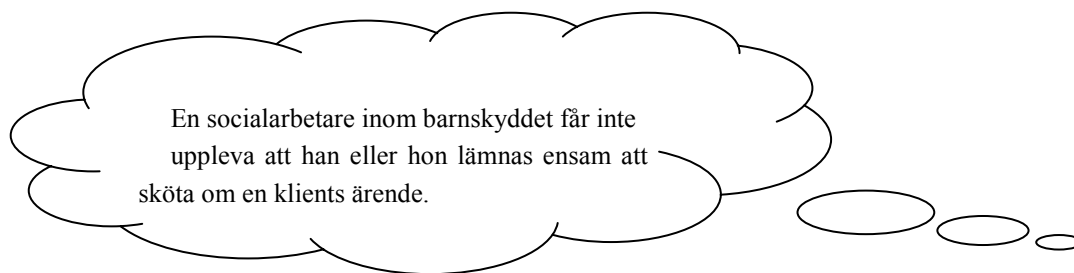 En socialarbetare inom barnskyddet får inte
uppleva att han eller hon lämnas ensam att
sköta om en klients ärende.